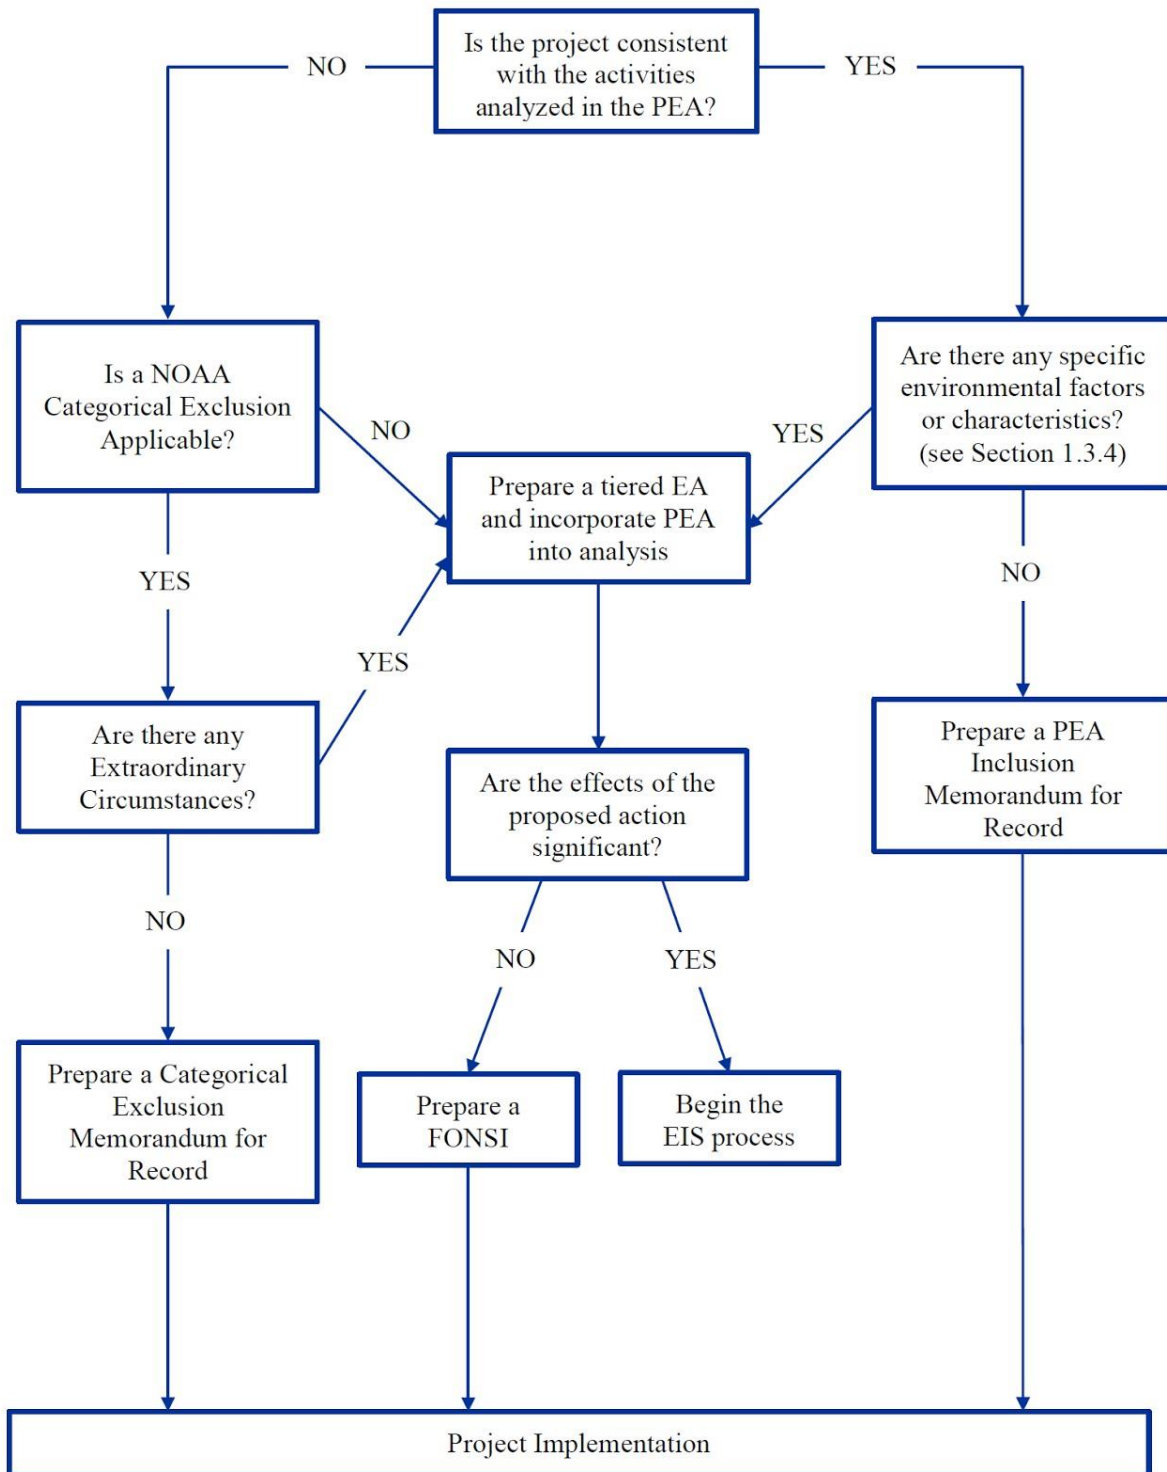 Is the project consistent
with the activities
analyzed in the PEA?
NO
YES
Is a NOAA
Categorical Exclusion
Applicable?
Are there any specific
environmental factors
or characteristics?
(see Section 1.3.4)
NO
YES
Prepare a tiered EA
and incorporate PEA
into analysis
YES
NO
YES
Are there any
Extraordinary
Circumstances?
Prepare a PEA
Inclusion
Memorandum for
Record
Are the effects of the
proposed action
significant?
NO
NO
YES
Prepare a Categorical
Exclusion
Memorandum for
Record
Prepare a
FONSI
Begin the
EIS process
Project Implementation